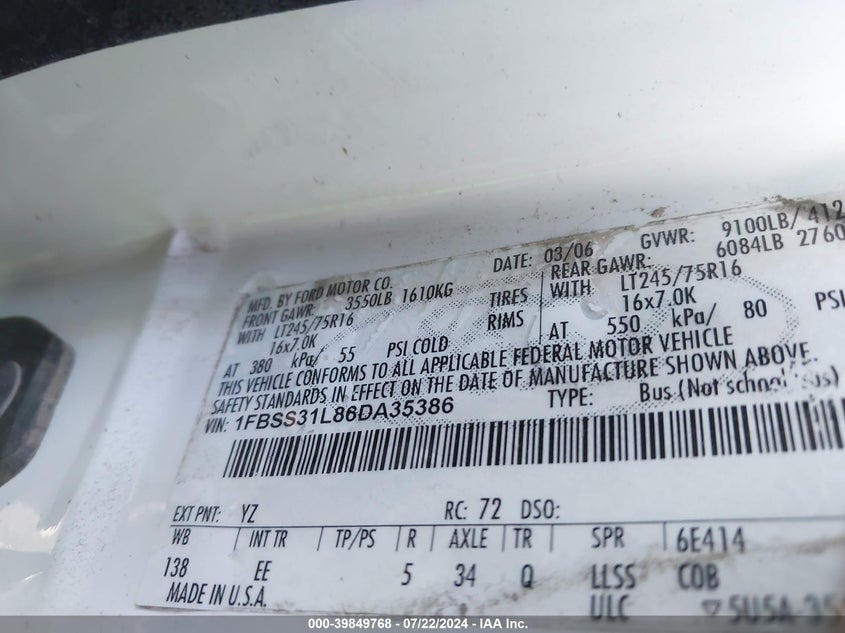 MFD. BY FORD MOTOR CO. DATE: 03/06 GVWR: 9100LB/ 412
FRONT GAWR: 3550LB 1610KG REAR GAWR: 6084LB 2760
WITH LT245/75R16 TIRES WITH LT245/75R16
16x7.0K RIMS 16x7.0K
AT 380 kPa/ 55 PSI COLD AT 550 kPa/ 80 PSI
THIS VEHICLE CONFORMS TO ALL APPLICABLE FEDERAL MOTOR VEHICLE
SAFETY STANDARDS IN EFFECT ON THE DATE OF MANUFACTURE SHOWN ABOVE.
VIN: 1FBSS31L86DA35386 TYPE: Bus (Not school bus)
EXT PNT: YZ RC: 72 DSO:
WB INT TR TP/PS R AXLE TR SPR 6E414
138 EE 5 34 Q LLSS COB
MADE IN U.S.A. ULC ▽5U5A-35
000-39849768 - 07/22/2024 - IAA Inc.